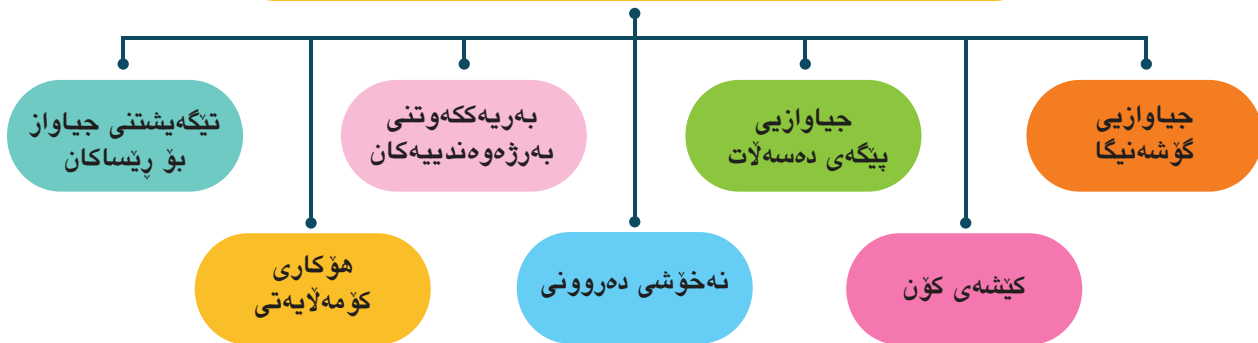 جیاوازیی
گۆشەنیگا
جیاوازیی
پێگەی دەسەڵات
بەریەککەوتنی
بەرژەوەندییەکان
تێگەیشتنی جیاواز
بۆ ڕێساکان
کێشەی کۆن
نەخۆشی دەروونی
هۆکاری
کۆمەڵایەتی